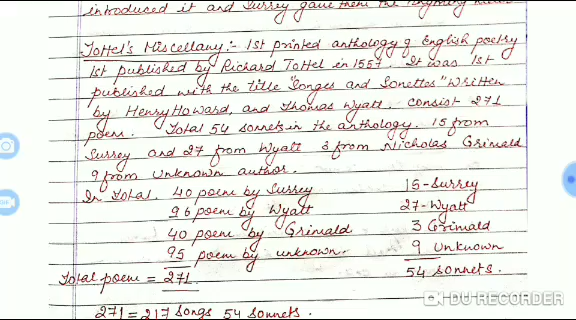 introduced it and Surrey gave them the rhyming
Tottel's Miscellany:- 1st printed anthology of English poetry
1st published by Richard Tottel in 1557. It was 1st
published with the title "Songes and Sonettes" Written
by Henry Howard, and Thomas Wyatt. consist 271
poem. Total 54 sonnets in the anthology. 15 from
Surrey and 27 from Wyatt 3 from Nicholas Grimald
9 from unknown author.
In Total. 40 poem by Surrey 15-Surrey
96 poem by Wyatt 27-Wyatt
40 poem by Grimald 3 Grimald
95 poem by unknown. 9 Unknown
Total poem = 271 54 sonnets.
271 = 217 Songs 54 sonnets.
DU RECORDER